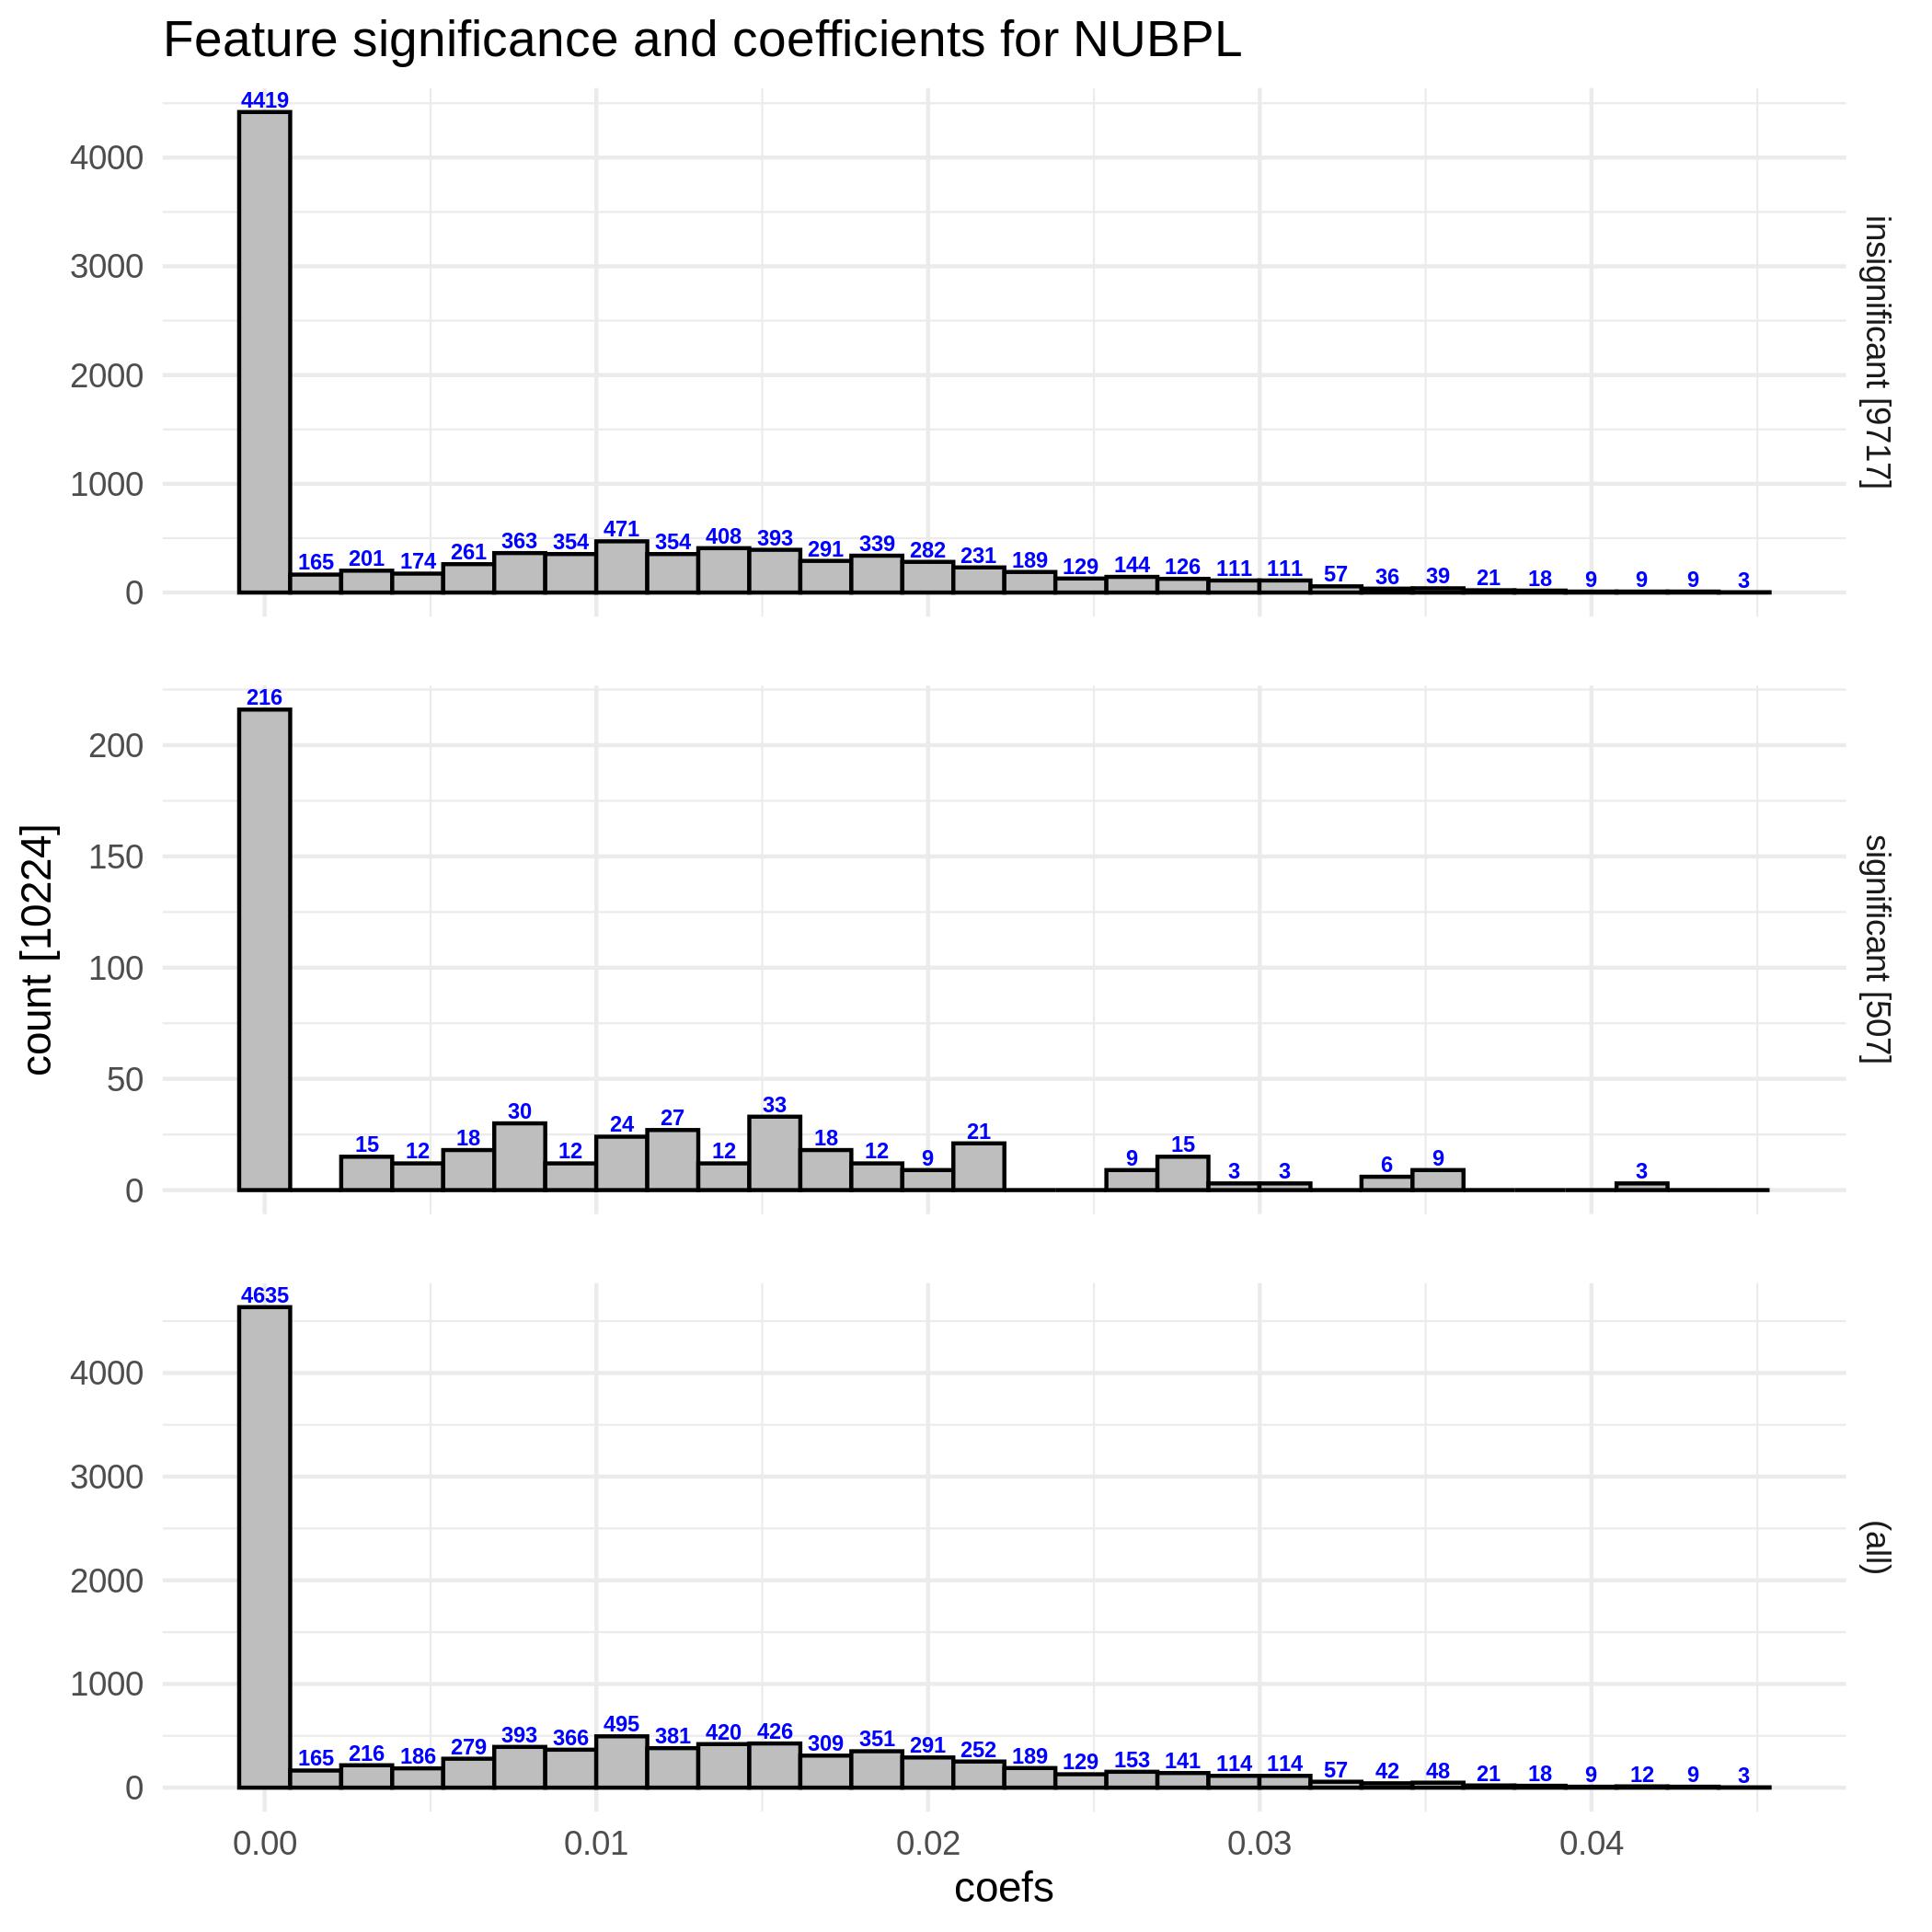 Feature significance and coefficients for NUBPL
4419
4000
3000
2000
1000
0
165 201 174 261 363 354 471 354 408 393 291 339 282 231 189 129 144 126 111 111 57 36 39 21 18 9 9 9 3
insignificant [9717]
216
200
150
100
50
0
15 12 18 30 12 24 27 12 33 18 12 9 21 9 15 3 3 6 9 3
significant [507]
count [10224]
4635
4000
3000
2000
1000
0
165 216 186 279 393 366 495 381 420 426 309 351 291 252 189 129 153 141 114 114 57 42 48 21 18 9 12 9 3
(all)
0.00 0.01 0.02 0.03 0.04
coefs